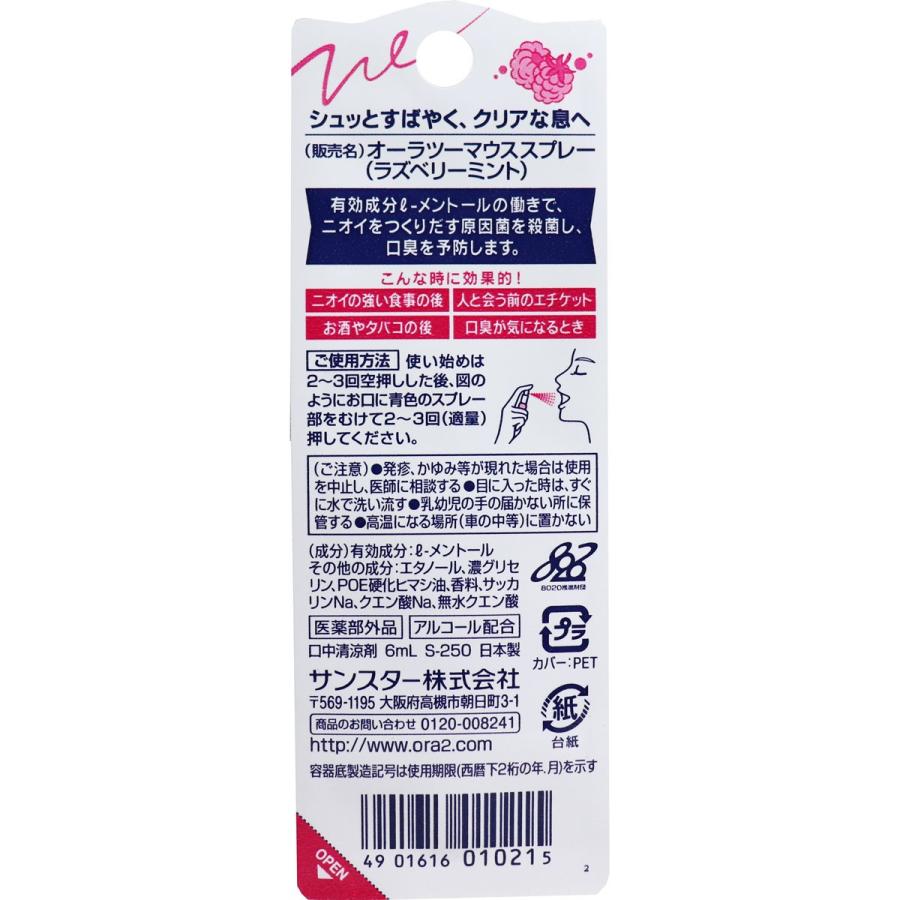 me
シュッとすばやく、クリアな息へ
(販売名)オーラツーマウススプレー
(ラズベリーミント)
有効成分ℓ-メントールの働きで、
ニオイをつくりだす原因菌を殺菌し、
口臭を予防します。
こんな時に効果的!
ニオイの強い食事の後 人と会う前のエチケット
お酒やタバコの後 口臭が気になるとき
ご使用方法 使い始めは
2〜3回空押しした後、図の
ようにお口に青色のスプレー
部をむけて2〜3回(適量)
押してください。
(ご注意)●発疹、かゆみ等が現れた場合は使用
を中止し、医師に相談する●目に入った時は、すぐ
に水で洗い流す●乳幼児の手の届かない所に保
管する●高温になる場所(車の中等)に置かない
(成分)有効成分:ℓ-メントール
その他の成分:エタノール、濃グリセ
リン、POE硬化ヒマシ油、香料、サッカ
リンNa、クエン酸Na、無水クエン酸
8020推進財団
医薬部外品 アルコール配合
プラ
口中清涼剤 6mL S-250 日本製
カバー:PET
サンスター株式会社
〒569-1195 大阪府高槻市朝日町3-1
紙
商品のお問い合わせ 0120-008241
台紙
http://www.ora2.com
容器底製造記号は使用期限(西暦下2桁の年、月)を示す
OPEN
4901616 010215
2